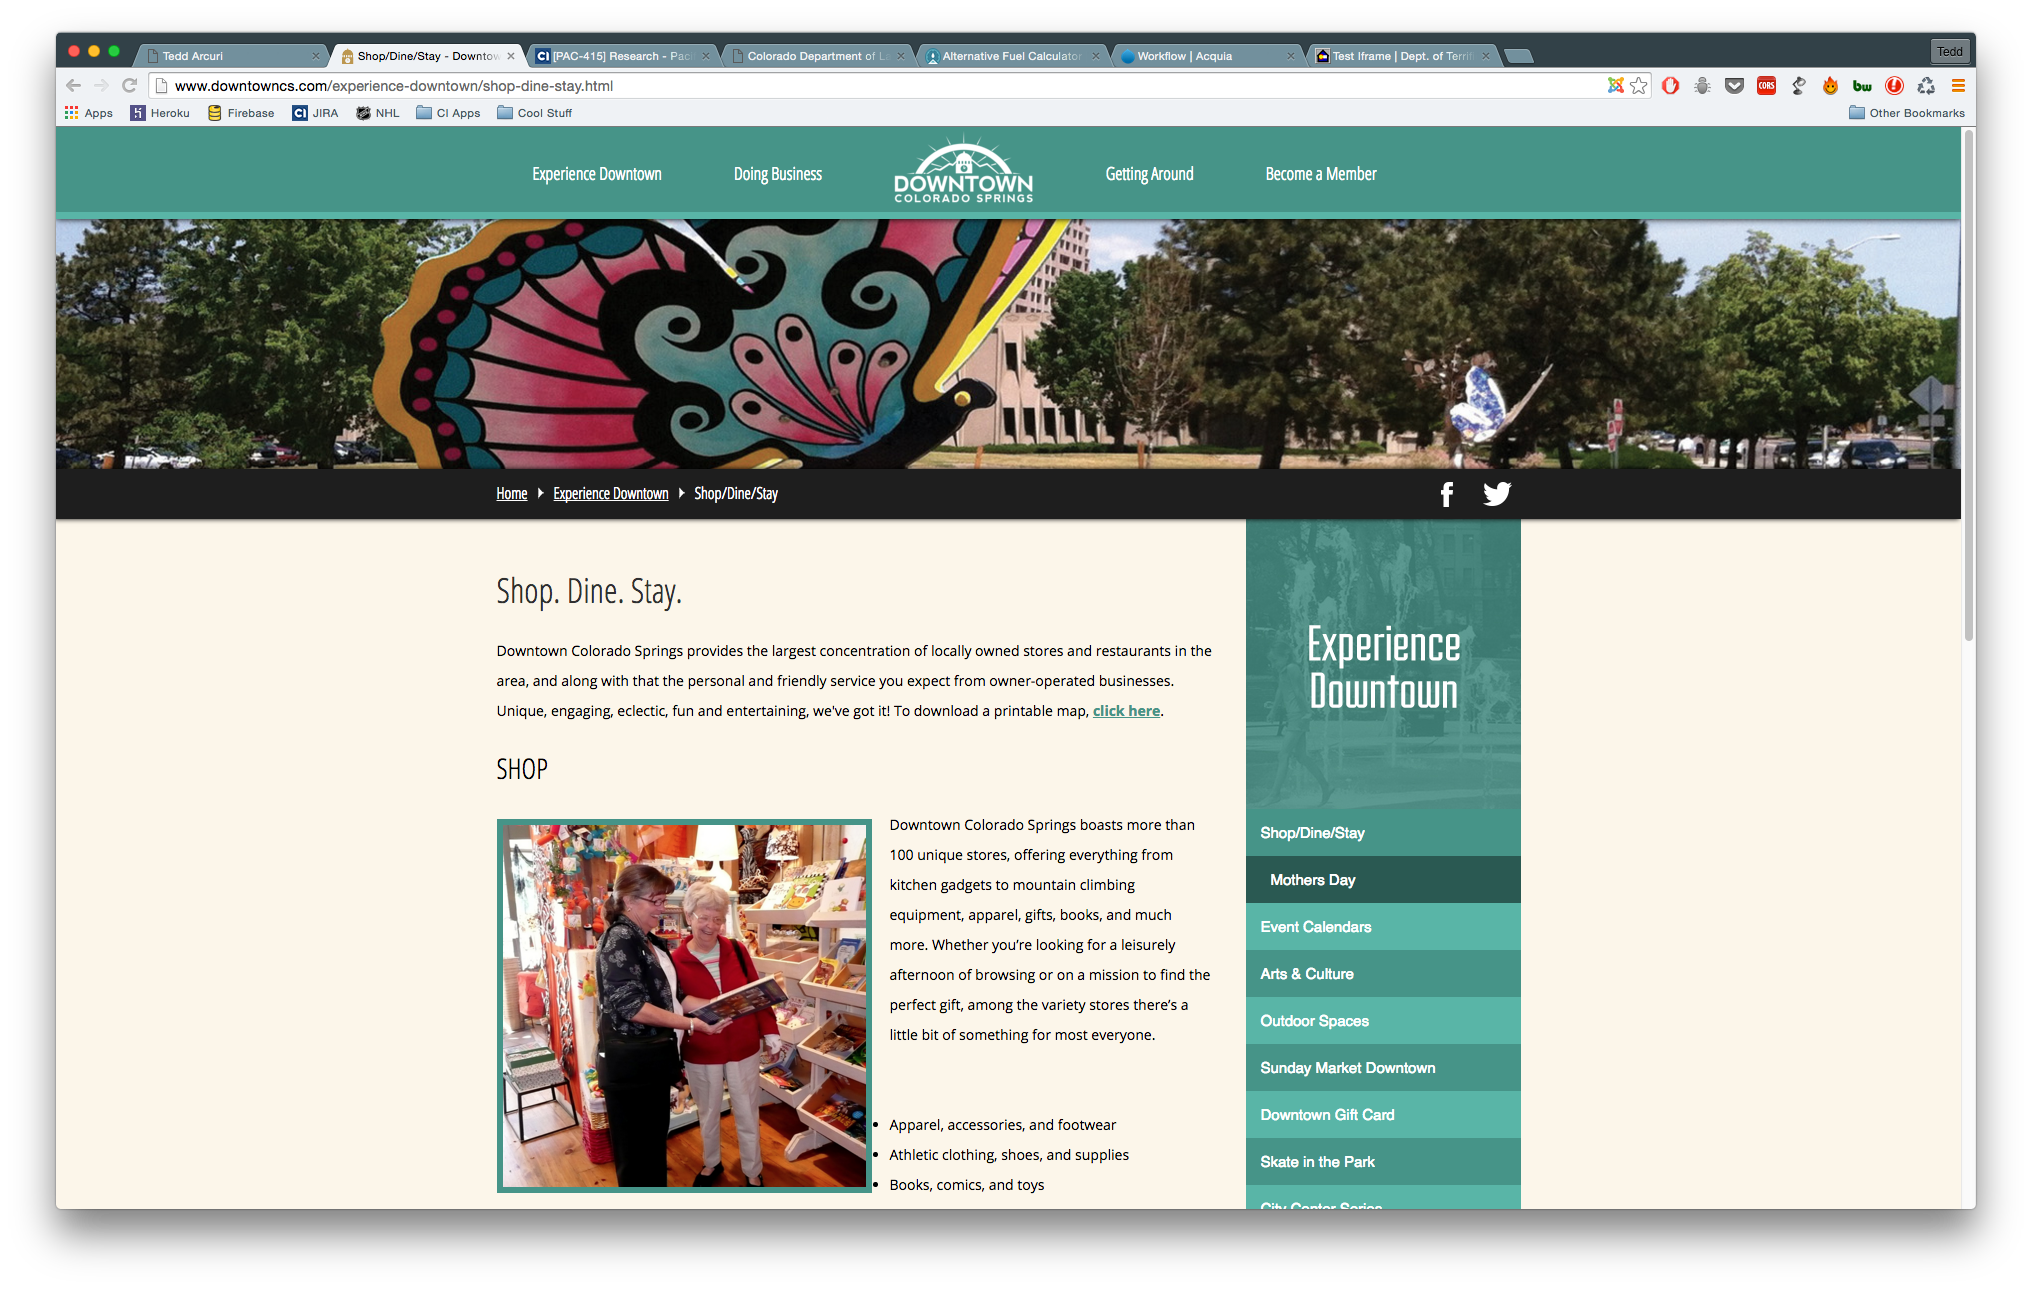 Tedd Arcuri
Shop/Dine/Stay - Downtow
[PAC-415] Research - Pac
Colorado Department of L
Alternative Fuel Calculator
Workflow | Acquia
Test Iframe | Dept. of Terrif
Tedd
www.downtowncs.com/experience-downtown/shop-dine-stay.html
CORS
bw
Apps
Heroku
Firebase
CI JIRA
NHL
CI Apps
Cool Stuff
Other Bookmarks
Experience Downtown
Doing Business
DOWNTOWN
COLORADO SPRINGS
Getting Around
Become a Member
Home
Experience Downtown
Shop/Dine/Stay
Shop. Dine. Stay.
Downtown Colorado Springs provides the largest concentration of locally owned stores and restaurants in the
area, and along with that the personal and friendly service you expect from owner-operated businesses.
Unique, engaging, eclectic, fun and entertaining, we've got it! To download a printable map, click here.
SHOP
Downtown Colorado Springs boasts more than
100 unique stores, offering everything from
kitchen gadgets to mountain climbing
equipment, apparel, gifts, books, and much
more. Whether you’re looking for a leisurely
afternoon of browsing or on a mission to find the
perfect gift, among the variety stores there’s a
little bit of something for most everyone.
• Apparel, accessories, and footwear
• Athletic clothing, shoes, and supplies
• Books, comics, and toys
Experience
Downtown
Shop/Dine/Stay
Mothers Day
Event Calendars
Arts & Culture
Outdoor Spaces
Sunday Market Downtown
Downtown Gift Card
Skate in the Park
City Center Series